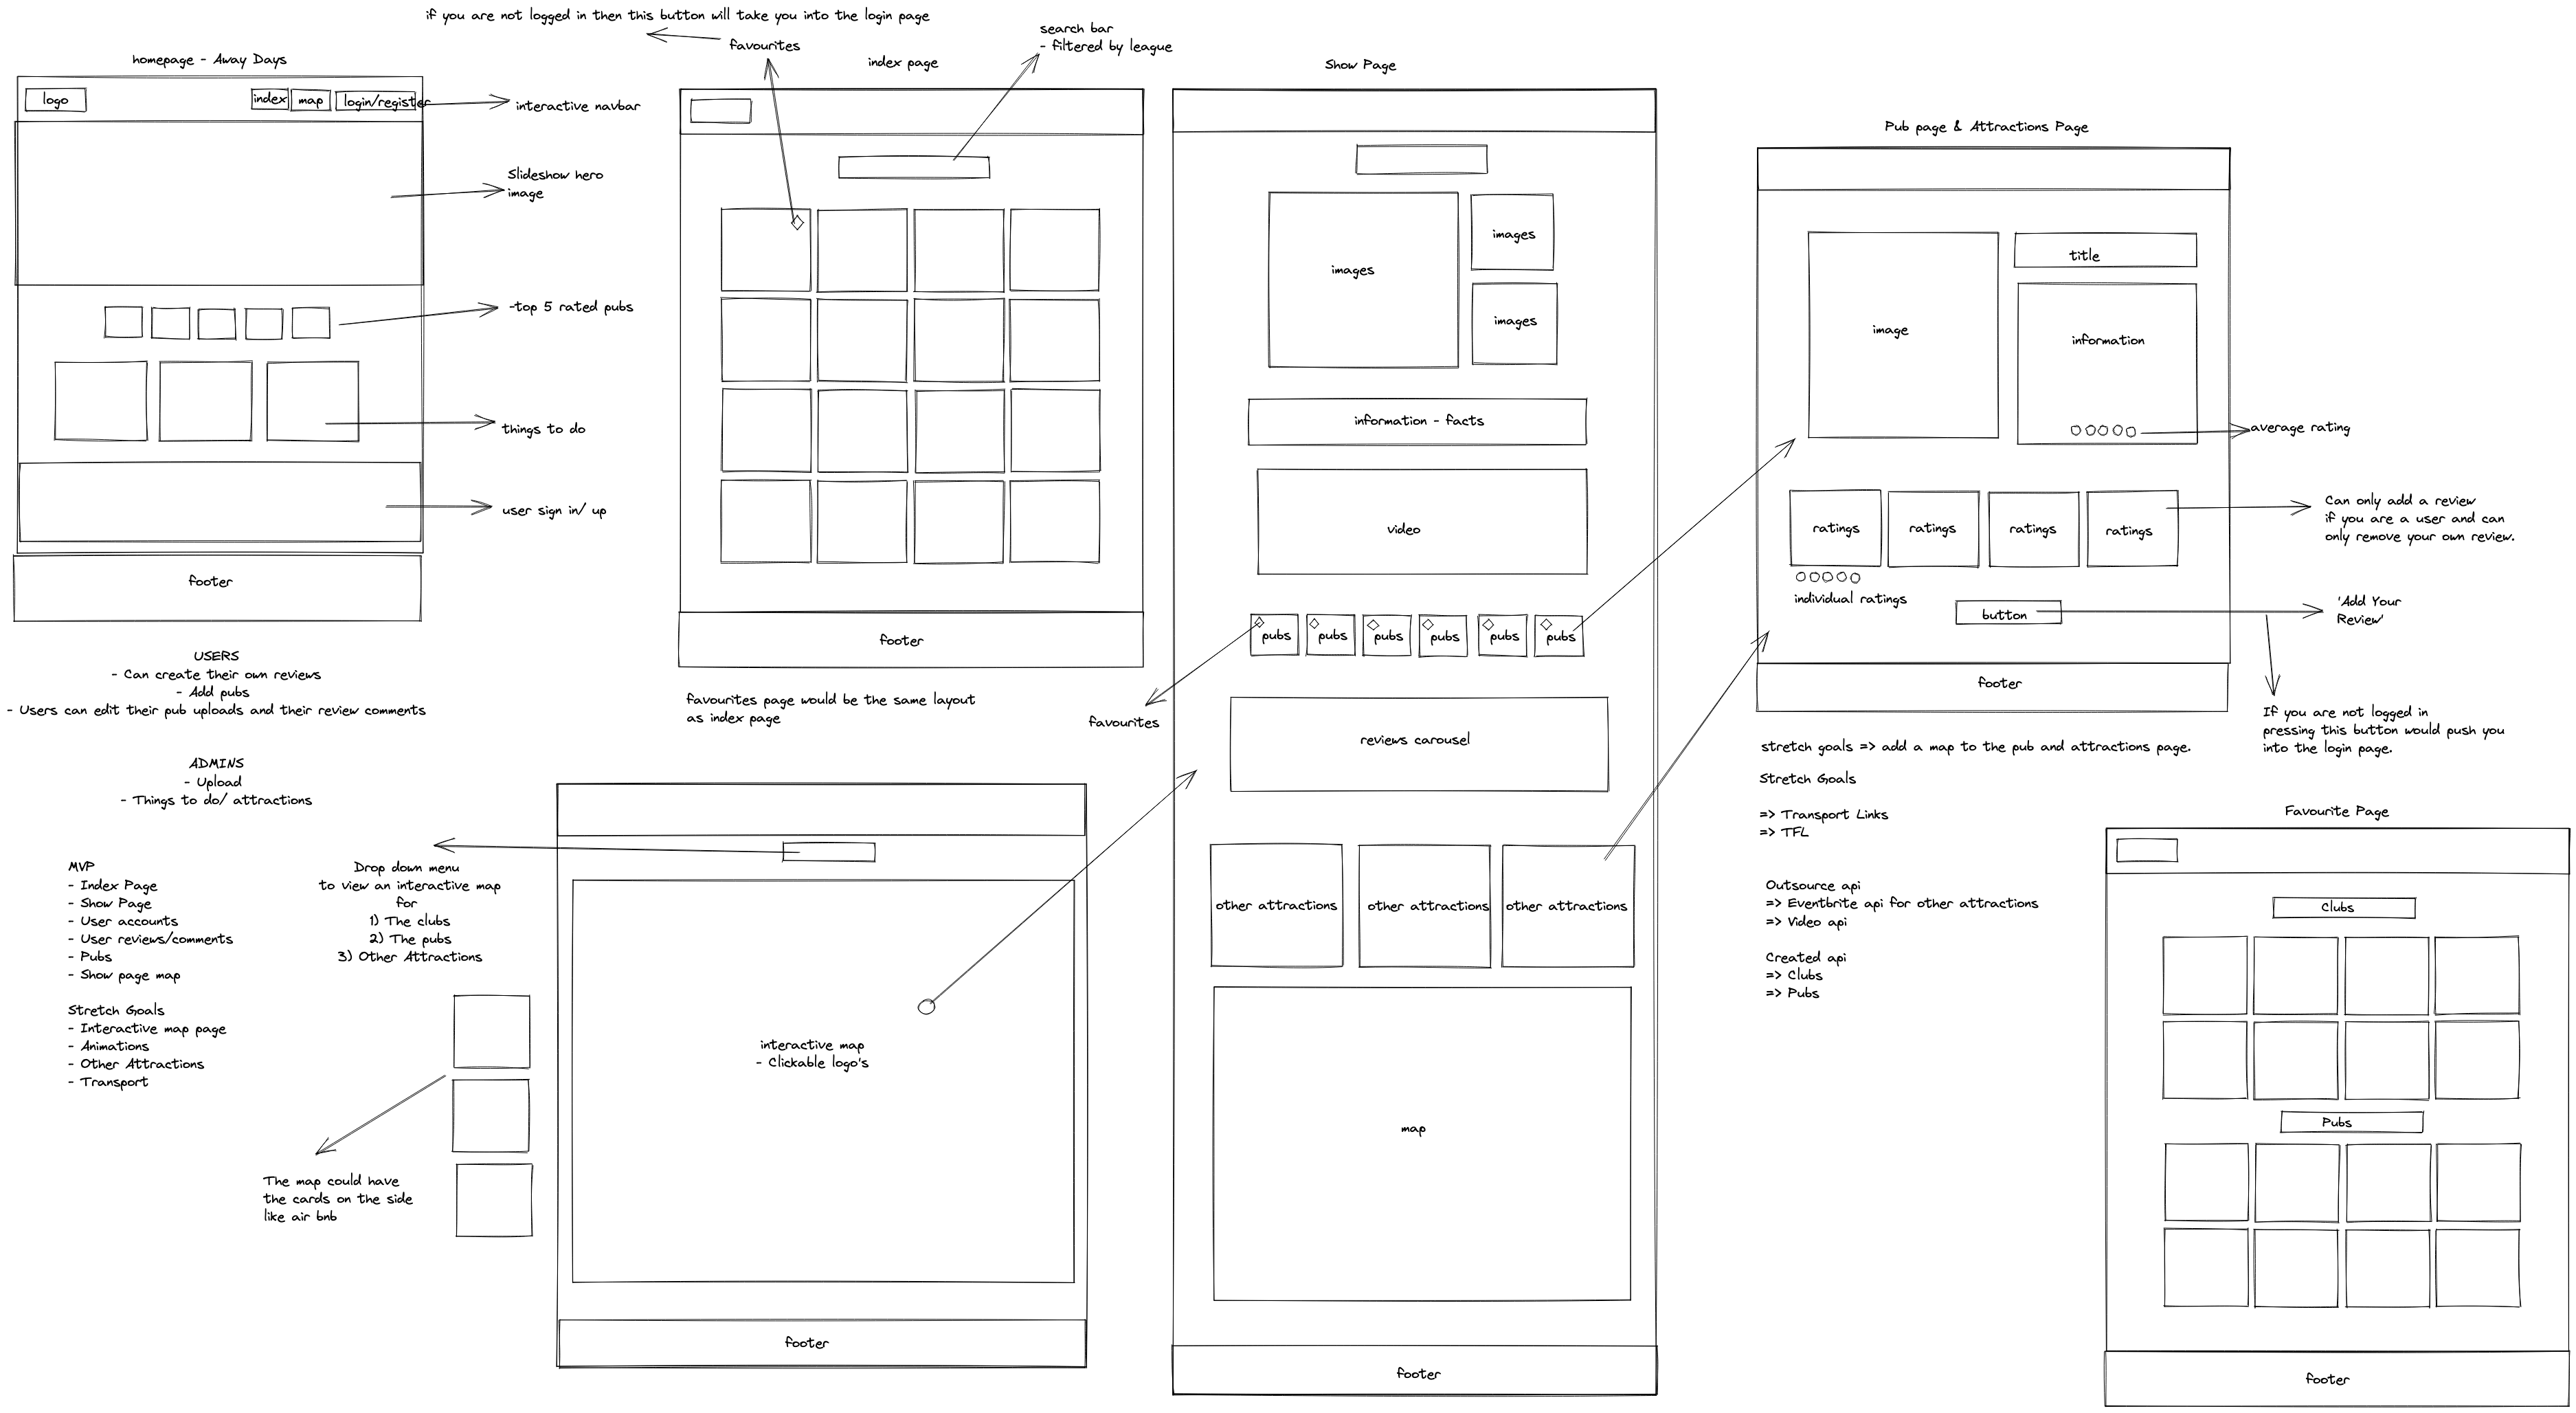 if you are not logged in then this button will take you into the login page
favourites
search bar
- filtered by league
homepage - Away Days
logo
index
map
login/register
interactive navbar
Slideshow hero
image
-top 5 rated pubs
things to do
user sign in/ up
footer
USERS
- Can create their own reviews
- Add pubs
- Users can edit their pub uploads and their review comments
ADMINS
- Upload
- Things to do/ attractions
MVP
- Index Page
- Show Page
- User accounts
- User reviews/comments
- Pubs
- Show page map
Stretch Goals
- Interactive map page
- Animations
- Other Attractions
- Transport
Drop down menu
to view an interactive map
for
1) The clubs
2) The pubs
3) Other Attractions
The map could have
the cards on the side
like air bnb
index page
footer
favourites page would be the same layout
as index page
interactive map
- Clickable logo's
footer
Show Page
images
images
images
information - facts
video
pubs
pubs
pubs
pubs
pubs
pubs
favourites
reviews carousel
other attractions
other attractions
other attractions
map
footer
Pub page & Attractions Page
image
title
information
average rating
ratings
ratings
ratings
ratings
Can only add a review
if you are a user and can
only remove your own review.
individual ratings
button
'Add Your
Review'
footer
If you are not logged in
pressing this button would push you
into the login page.
stretch goals => add a map to the pub and attractions page.
Stretch Goals
=> Transport Links
=> TFL
Outsource api
=> Eventbrite api for other attractions
=> Video api
Created api
=> Clubs
=> Pubs
Favourite Page
Clubs
Pubs
footer